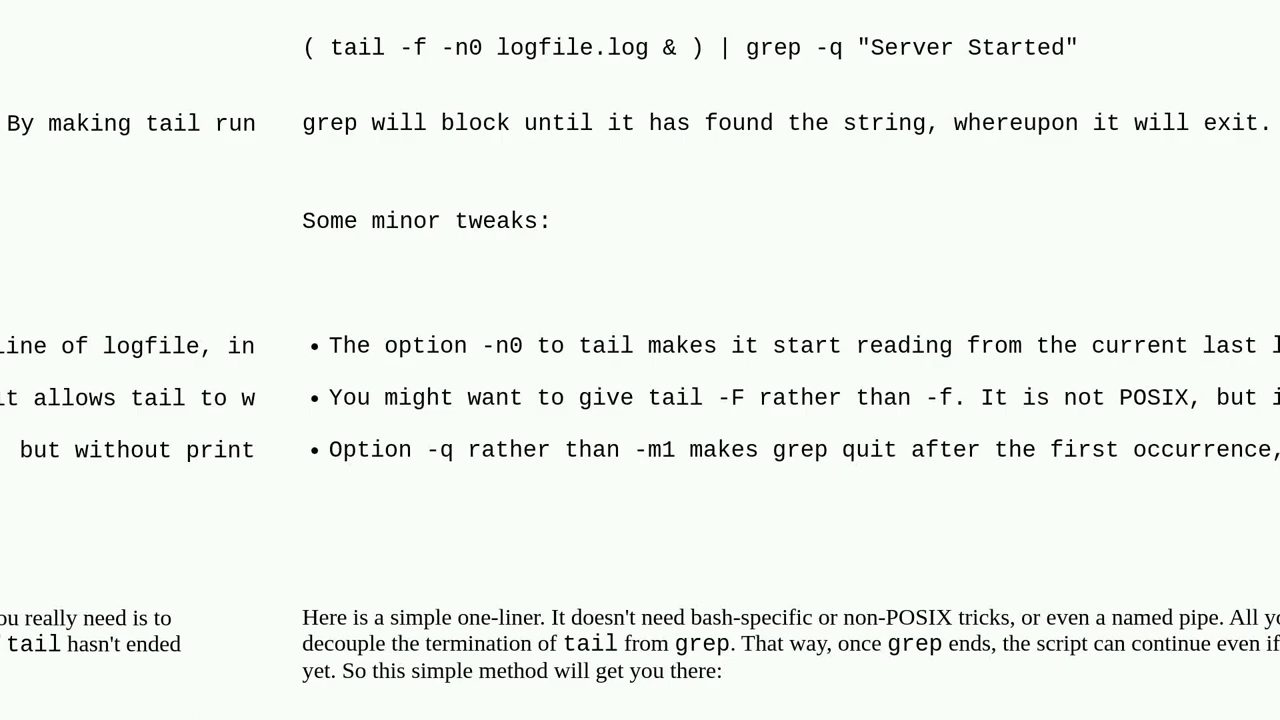 ( tail -f -n0 logfile.log & ) | grep -q "Server Started"
By making tail run
grep will block until it has found the string, whereupon it will exit.
Some minor tweaks:
line of logfile, in
• The option -n0 to tail makes it start reading from the current last l
it allows tail to w
• You might want to give tail -F rather than -f. It is not POSIX, but i
but without print
• Option -q rather than -m1 makes grep quit after the first occurrence,
ou really need is to
tail hasn't ended
Here is a simple one-liner. It doesn't need bash-specific or non-POSIX tricks, or even a named pipe. All yo
decouple the termination of tail from grep. That way, once grep ends, the script can continue even if
yet. So this simple method will get you there: